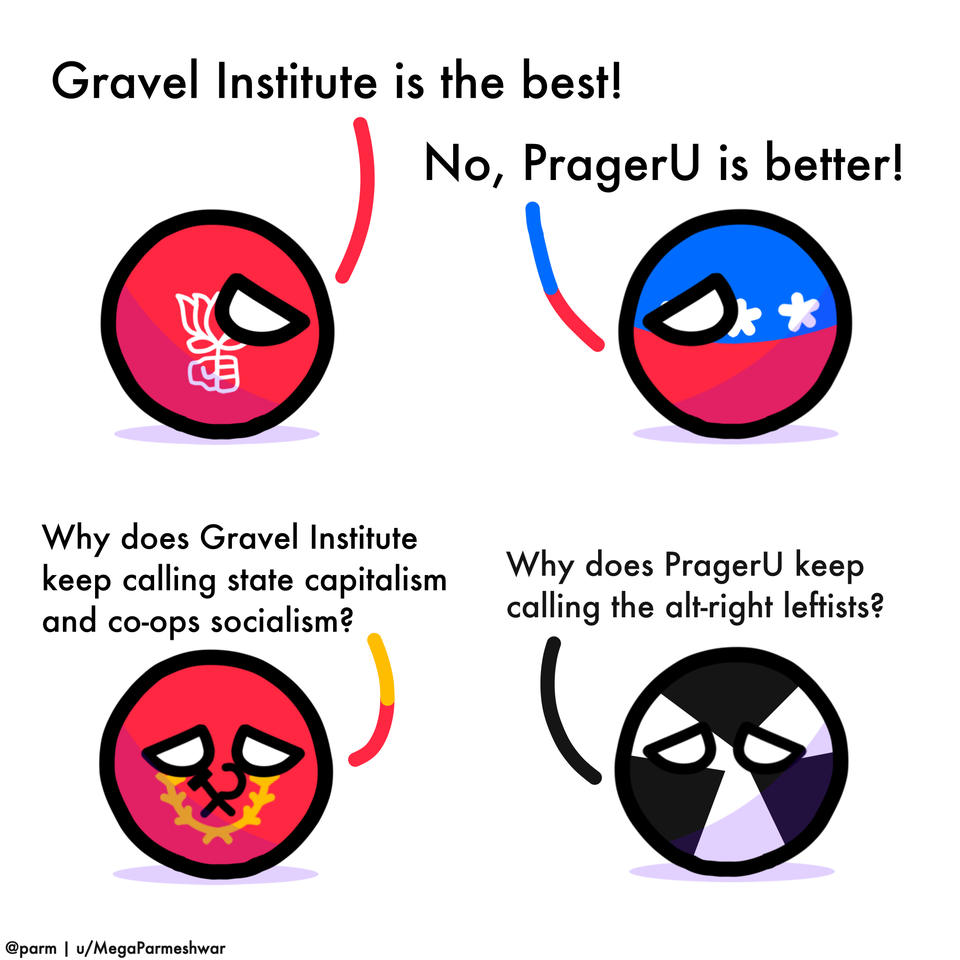 Gravel Institute is the best!
No, PragerU is better!
Why does Gravel Institute
keep calling state capitalism
and co-ops socialism?
Why does PragerU keep
calling the alt-right leftists?
@parm | u/MegaParmeshwar